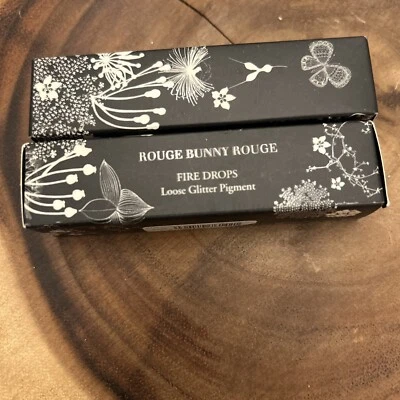 ROUGE BUNNY ROUGE
FIRE DROPS
Loose Glitter Pigment